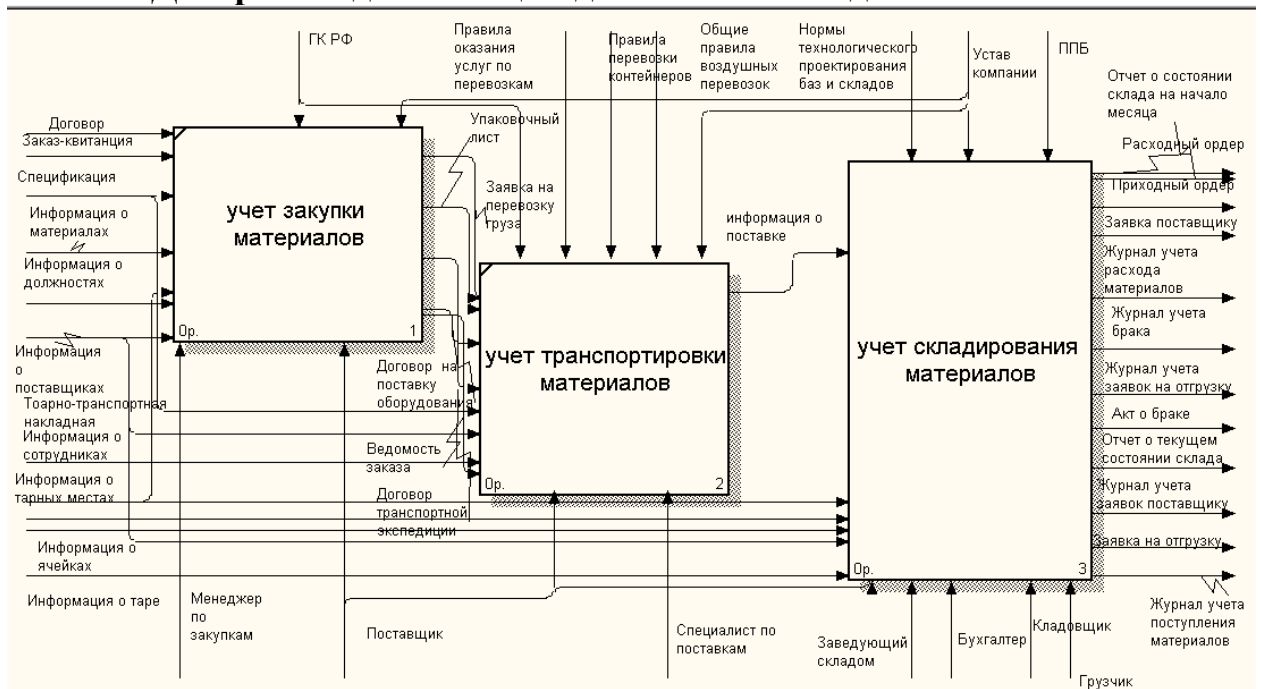 ГК РФ
Правила
оказания
услуг по
перевозкам
Правила
перевозки
контейнеров
Общие
правила
воздушных
перевозок
Нормы
технологического
проектирования
баз и складов
Устав
компании
ППБ
Отчет о состоянии
склада на начало
месяца
Расходный ордер
Приходный ордер
Заявка поставщику
Журнал учета
расхода
материалов
Журнал учета
брака
Журнал учета
заявок на отгрузку
Акт о браке
Отчет о текущем
состоянии склада
Журнал учета
заявок поставщику
Заявка на отгрузку
Журнал учета
поступления
материалов
Договор
Заказ-квитанция
Спецификация
Информация о
материалах
Информация о
должностях
Информация
о
поставщиках
Тоарно-транспортная
накладная
Информация о
сотрудниках
Информация о
тарных местах
Информация о
ячейках
Информация о таре
учет закупки
материалов
0р.
1
Упаковочный
лист
Заявка на
перевозку
груза
Договор на
поставку
оборудования
Ведомость
заказа
Договор
транспортной
экспедиции
учет транспортировки
материалов
0р.
2
информация о
поставке
учет складирования
материалов
0р.
3
Менеджер
по
закупкам
Поставщик
Специалист по
поставкам
Заведующий
складом
Бухгалтер
Кладовщик
Грузчик